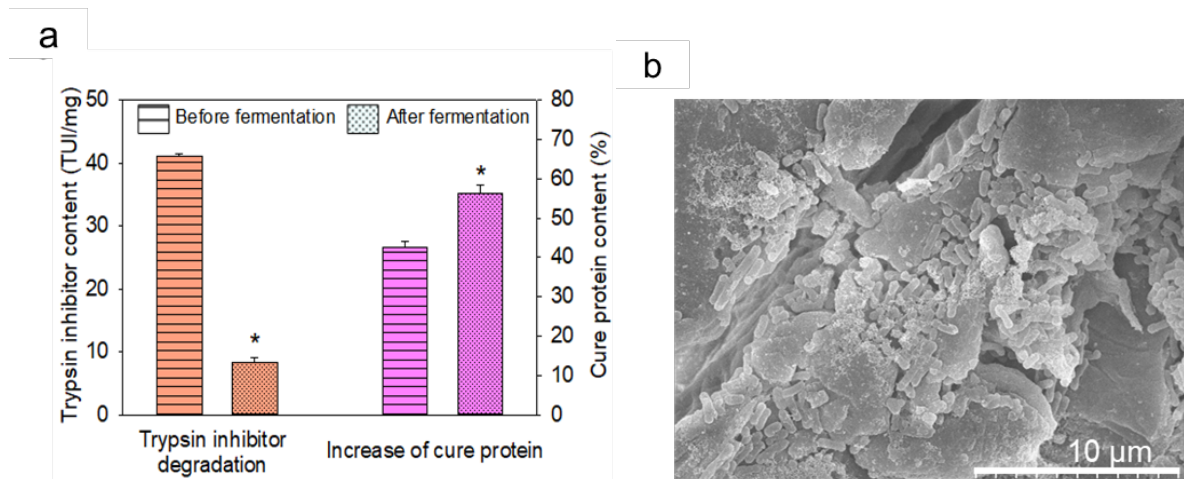 a
b
Before fermentation
After fermentation
Trypsin inhibitor content (TUI/mg)
50
40
30
20
10
0
*
*
80
70
60
50
40
30
20
10
0
Cure protein content (%)
Trypsin inhibitor
degradation
Increase of cure protein
10 μm